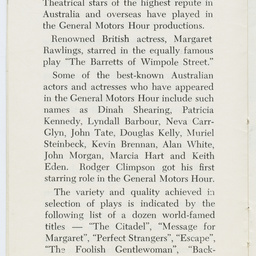 Theatrical stars of the highest repute in
Australia and overseas have played in
the General Motors Hour productions.
Renowned British actress, Margaret
Rawlings, starred in the equally famous
play "The Barretts of Wimpole Street."
Some of the best-known Australian
actors and actresses who have appeared
in the General Motors Hour include such
names as Dinah Shearing, Patricia
Kennedy, Lyndall Barbour, Neva Carr-
Glyn, John Tate, Douglas Kelly, Muriel
Steinbeck, Kevin Brennan, Alan White,
John Morgan, Marcia Hart and Keith
Eden. Rodger Climpson got his first
starring role in the General Motors Hour.
The variety and quality achieved in
selection of plays is indicated by the
following list of a dozen world-famed
titles — "The Citadel", "Message for
Margaret", "Perfect Strangers", "Escape",
"The Foolish Gentlewoman", "Back-